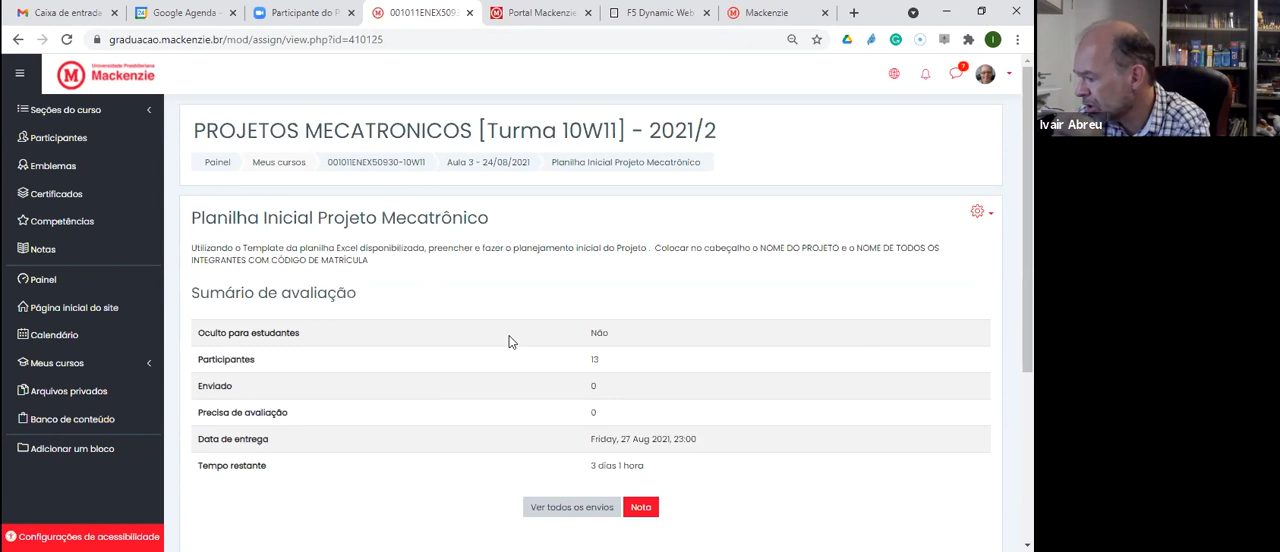 Caixa de entrada
Google Agenda -
Participante do P
001011ENEX5093
Portal Mackenzie
F5 Dynamic Web
Mackenzie
graduacao.mackenzie.br/mod/assign/view.php?id=410125
I
Universidade Presbiteriana
Mackenzie
7
Seções do curso
Participantes
Emblemas
Certificados
Competências
Notas
Painel
Página inicial do site
Calendário
Meus cursos
Arquivos privados
Banco de conteúdo
Adicionar um bloco
Configurações de acessibilidade
PROJETOS MECATRONICOS [Turma 10W11] - 2021/2
Painel Meus cursos 001011ENEX50930-10W11 Aula 3 - 24/08/2021 Planilha Inicial Projeto Mecatrônico
Planilha Inicial Projeto Mecatrônico
Utilizando o Template da planilha Excel disponibilizada, preencher e fazer o planejamento inicial do Projeto . Colocar no cabeçalho o NOME DO PROJETO e o NOME DE TODOS OS
INTEGRANTES COM CÓDIGO DE MATRÍCULA
Sumário de avaliação
Oculto para estudantes Não
Participantes 13
Enviado 0
Precisa de avaliação 0
Data de entrega Friday, 27 Aug 2021, 23:00
Tempo restante 3 dias 1 hora
Ver todos os envios Nota
Ivair Abreu